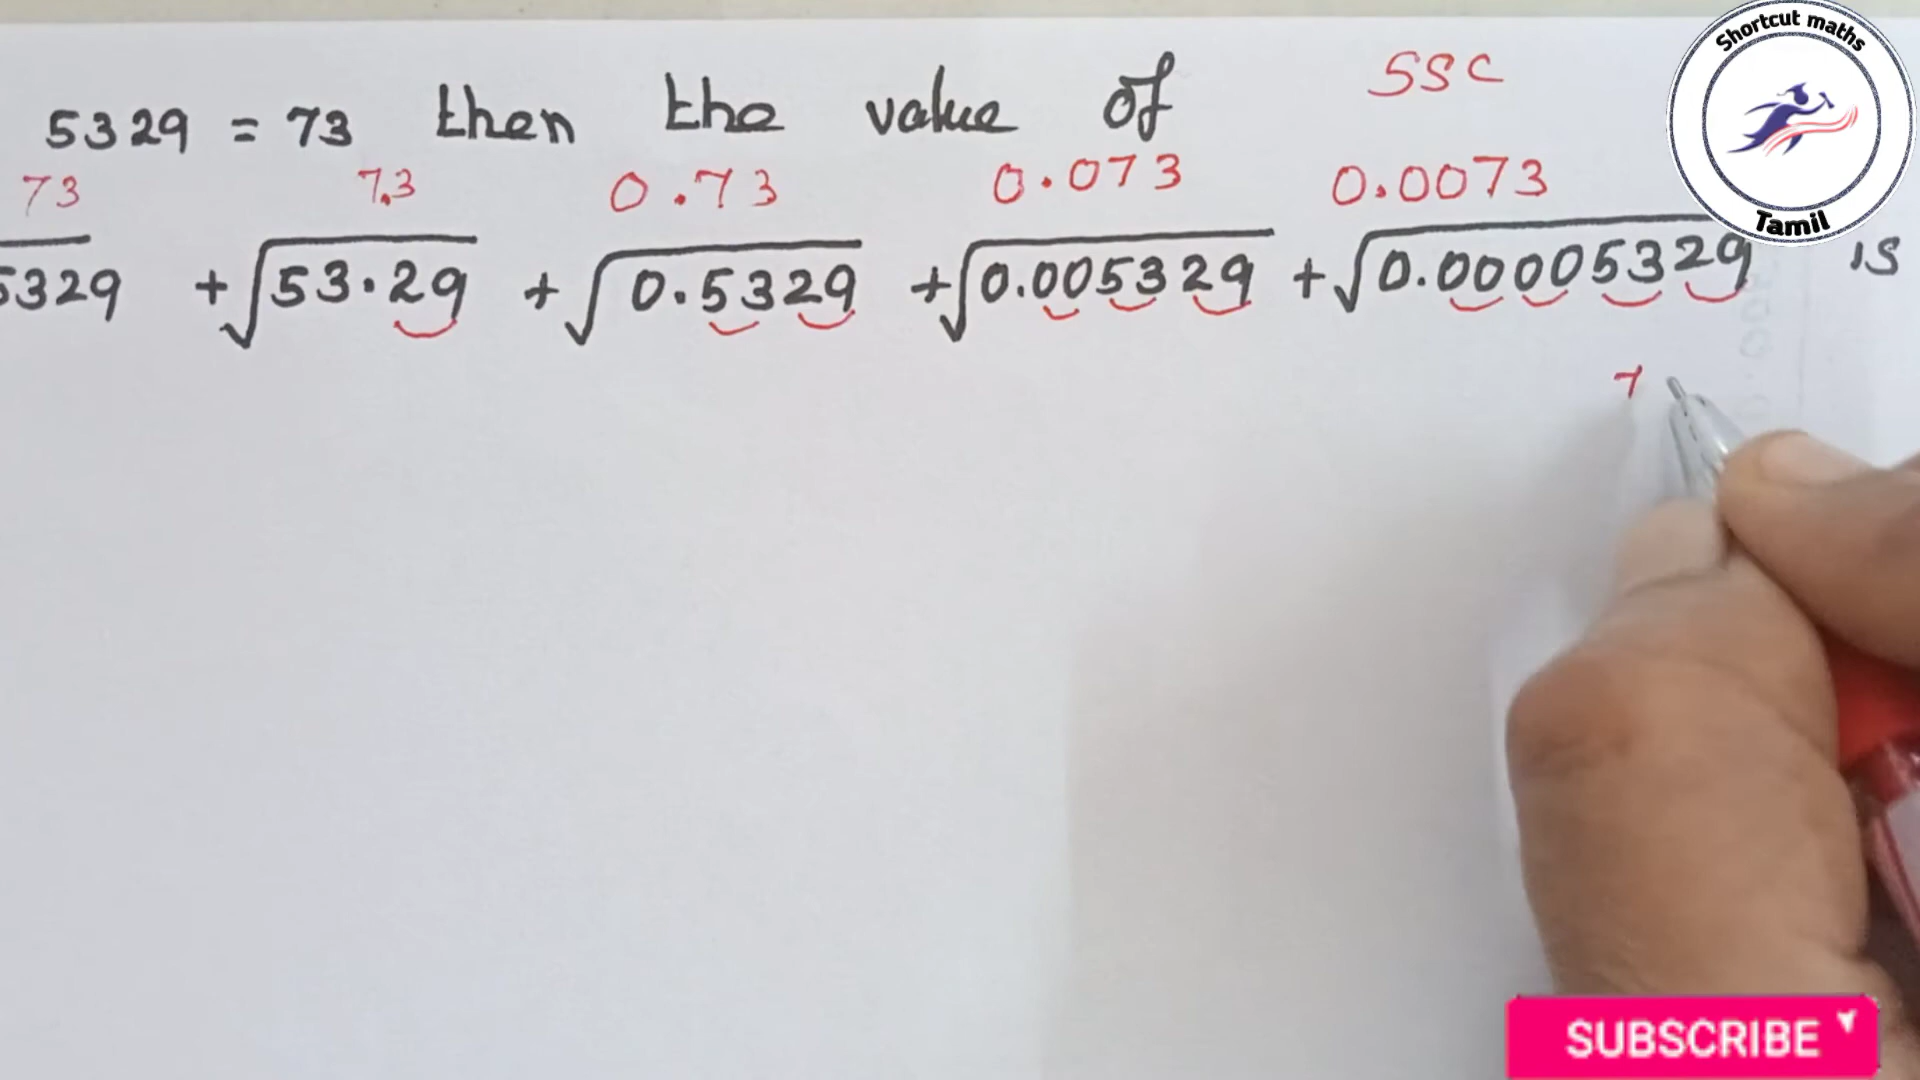 Shortcut maths
SSC
5329 = 73 then the value of
73 7.3 0.73 0.073 0.0073
5329 +√53.29 +√0.5329 +√0.005329 +√0.00005329 is
Tamil
7
SUBSCRIBE